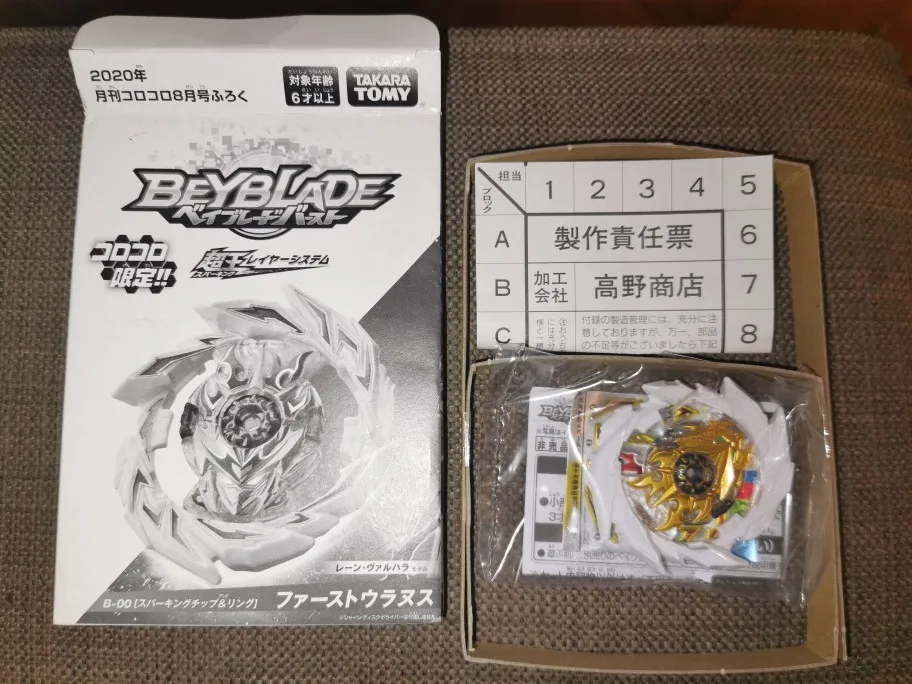 2020年
月刊コロコロ8月号ふろく
対象年齢
6才以上
TAKARA
TOMY
BEYBLADE
ベイブレードバースト
コロコロ
限定!!
超王レイヤーシステム
スパーキング
レーン・ヴァルハラ モデル
B-00 [スパーキングチップ&リング] ファーストウラヌス
担当
ブロック
1 2 3 4 5
A 製作責任票 6
B 加工会社 高野商店 7
C 8
付録の製造管理には、充分に注
意しておりますが、万一、部品
の不足等がございましたら下記
非売品